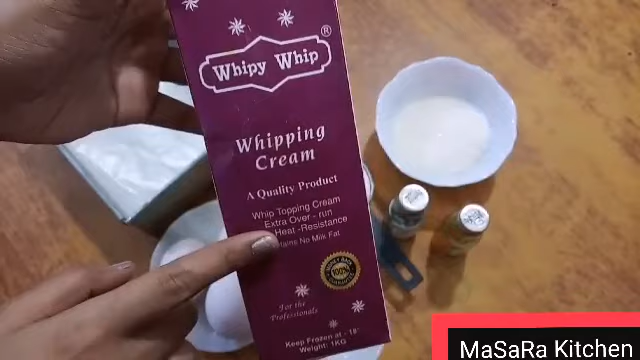 Whipy Whip ®
Whipping
Cream
A Quality Product
Whip Topping Cream
Extra Over - run
Heat -Resistance
No Milk Fat
100%
For the
Professionals
Keep Frozen at - 18°
Weight: 1KG
MaSaRa Kitchen